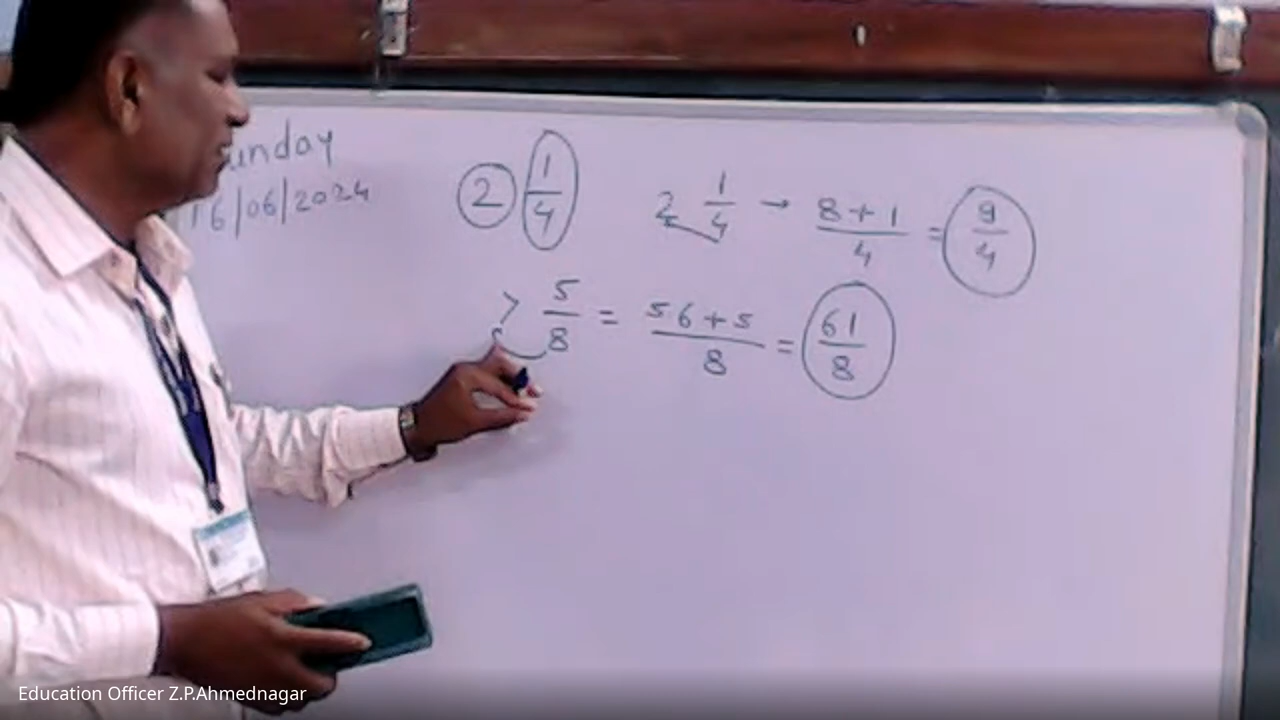 16/06/2024
2 1/4
2 1/4 → 8+1/4 = 9/4
7 5/8 = 56+5/8 = 61/8
Education Officer Z.P.Ahmednagar